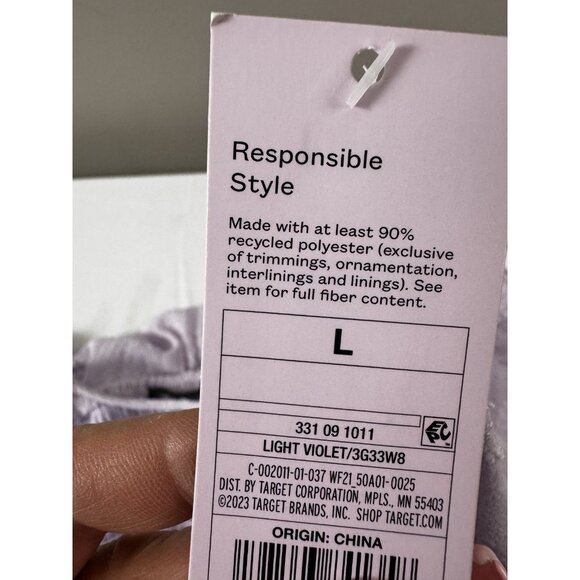 Responsible
Style
Made with at least 90%
recycled polyester (exclusive
of trimmings, ornamentation,
interlinings and linings). See
item for full fiber content.
L
331 09 1011
EPC
LIGHT VIOLET/3G33W8
C-002011-01-037 WF21_50A01-0025
DIST. BY TARGET CORPORATION, MPLS., MN 55403
©2023 TARGET BRANDS, INC. SHOP TARGET.COM
ORIGIN: CHINA